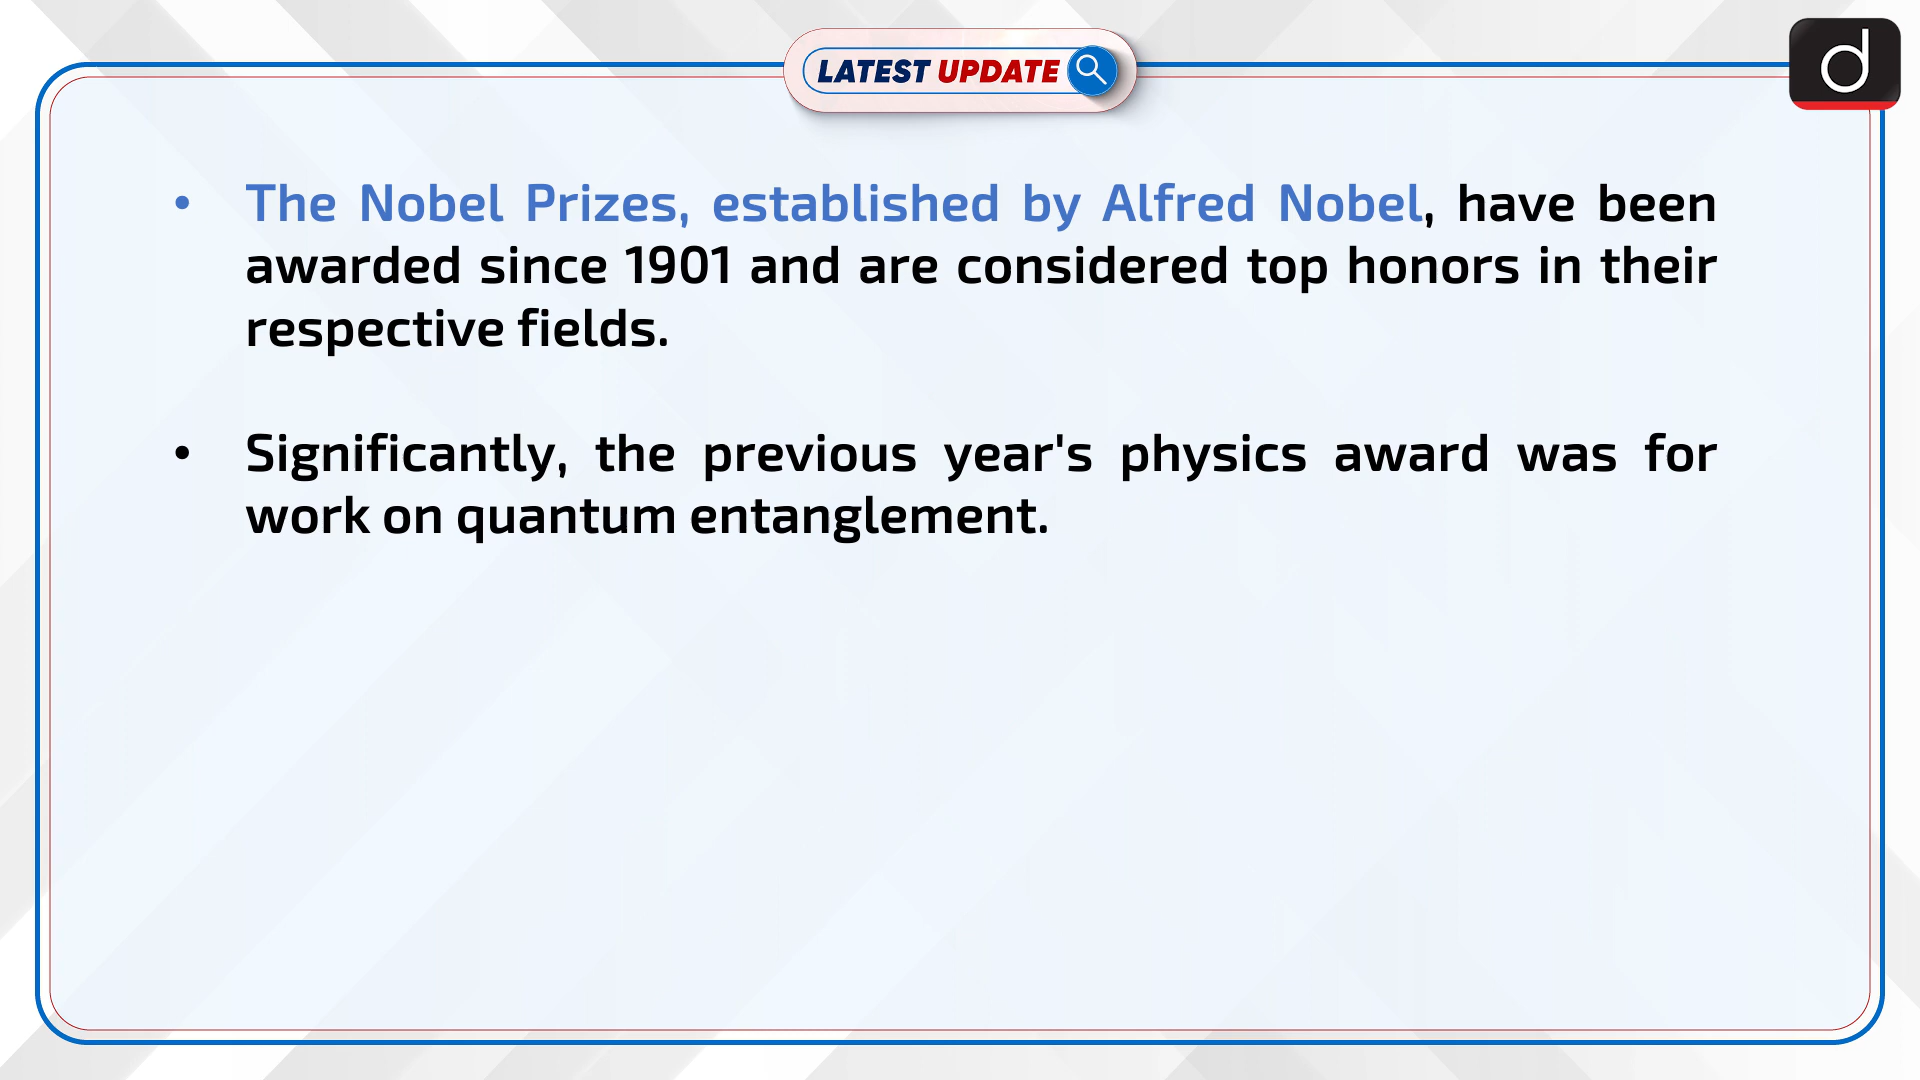 LATEST UPDATE
d
• The Nobel Prizes, established by Alfred Nobel, have been
awarded since 1901 and are considered top honors in their
respective fields.
• Significantly, the previous year's physics award was for
work on quantum entanglement.